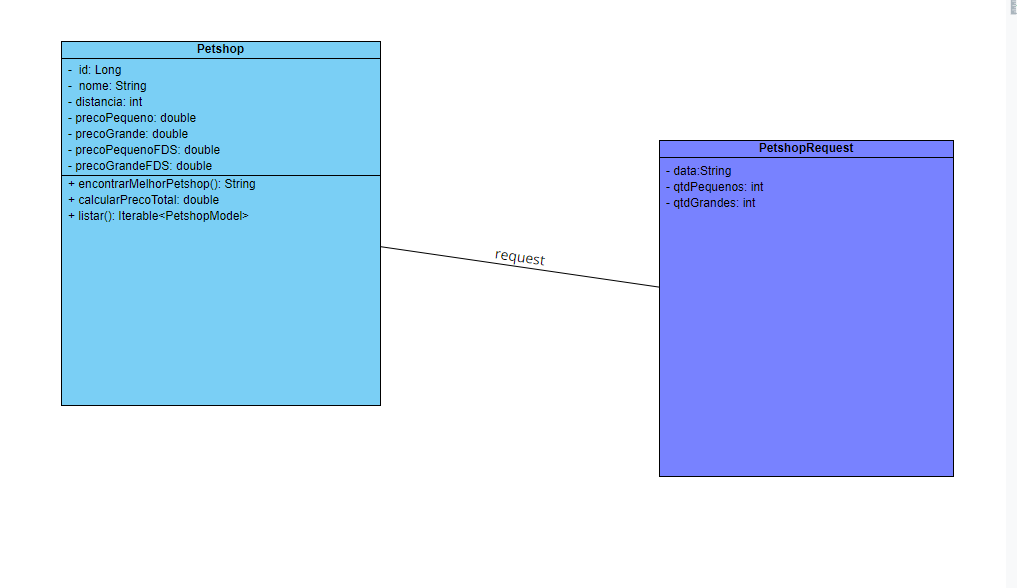 Petshop
- id: Long
- nome: String
- distancia: int
- precoPequeno: double
- precoGrande: double
- precoPequenoFDS: double
- precoGrandeFDS: double
+ encontrarMelhorPetshop(): String
+ calcularPrecoTotal: double
+ listar(): Iterable<PetshopModel>
request
PetshopRequest
- data:String
- qtdPequenos: int
- qtdGrandes: int